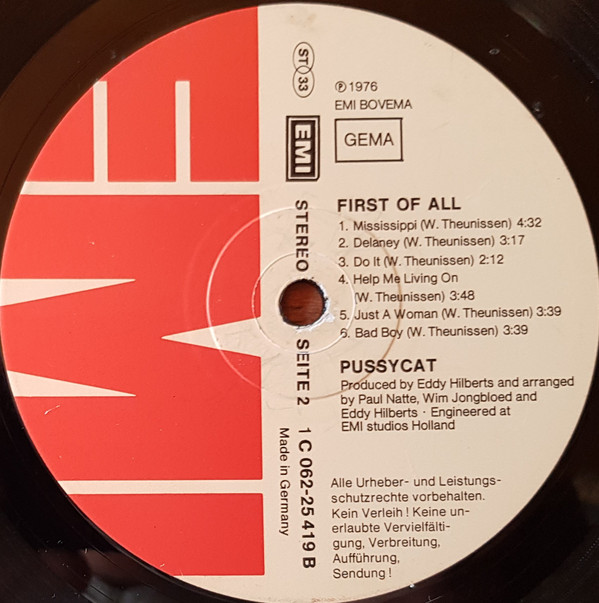 ST 33
℗ 1976
EMI BOVEMA
GEMA
EMI
STEREO SEITE 2 1 C 062-25 419 B
Made in Germany
FIRST OF ALL
1. Mississippi (W. Theunissen) 4:32
2. Delaney (W. Theunissen) 3:17
3. Do It (W. Theunissen) 2:12
4. Help Me Living On
(W. Theunissen) 3:48
5. Just A Woman (W. Theunissen) 3:39
6. Bad Boy (W. Theunissen) 3:39
PUSSYCAT
Produced by Eddy Hilberts and arranged
by Paul Natte, Wim Jongbloed and
Eddy Hilberts · Engineered at
EMI studios Holland
Alle Urheber- und Leistungs-
schutzrechte vorbehalten.
Kein Verleih! Keine un-
erlaubte Vervielfälti-
gung, Verbreitung,
Aufführung,
Sendung!